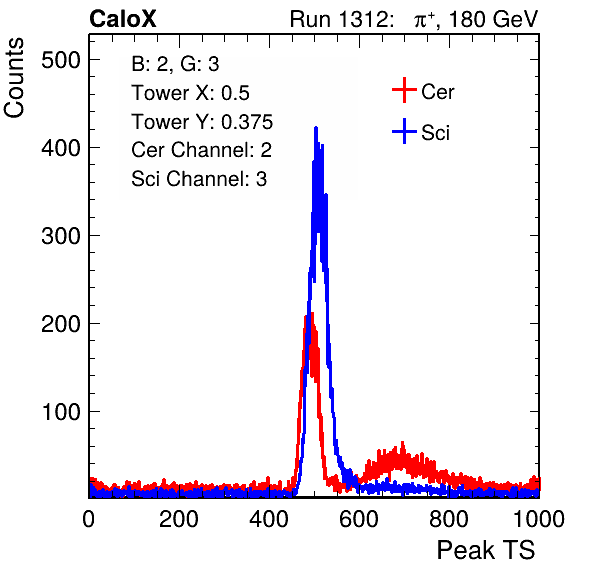 CaloX Run 1312: π⁺, 180 GeV
Counts
B: 2, G: 3
Tower X: 0.5
Tower Y: 0.375
Cer Channel: 2
Sci Channel: 3
Cer
Sci
500
400
300
200
100
0 200 400 600 800 1000
Peak TS